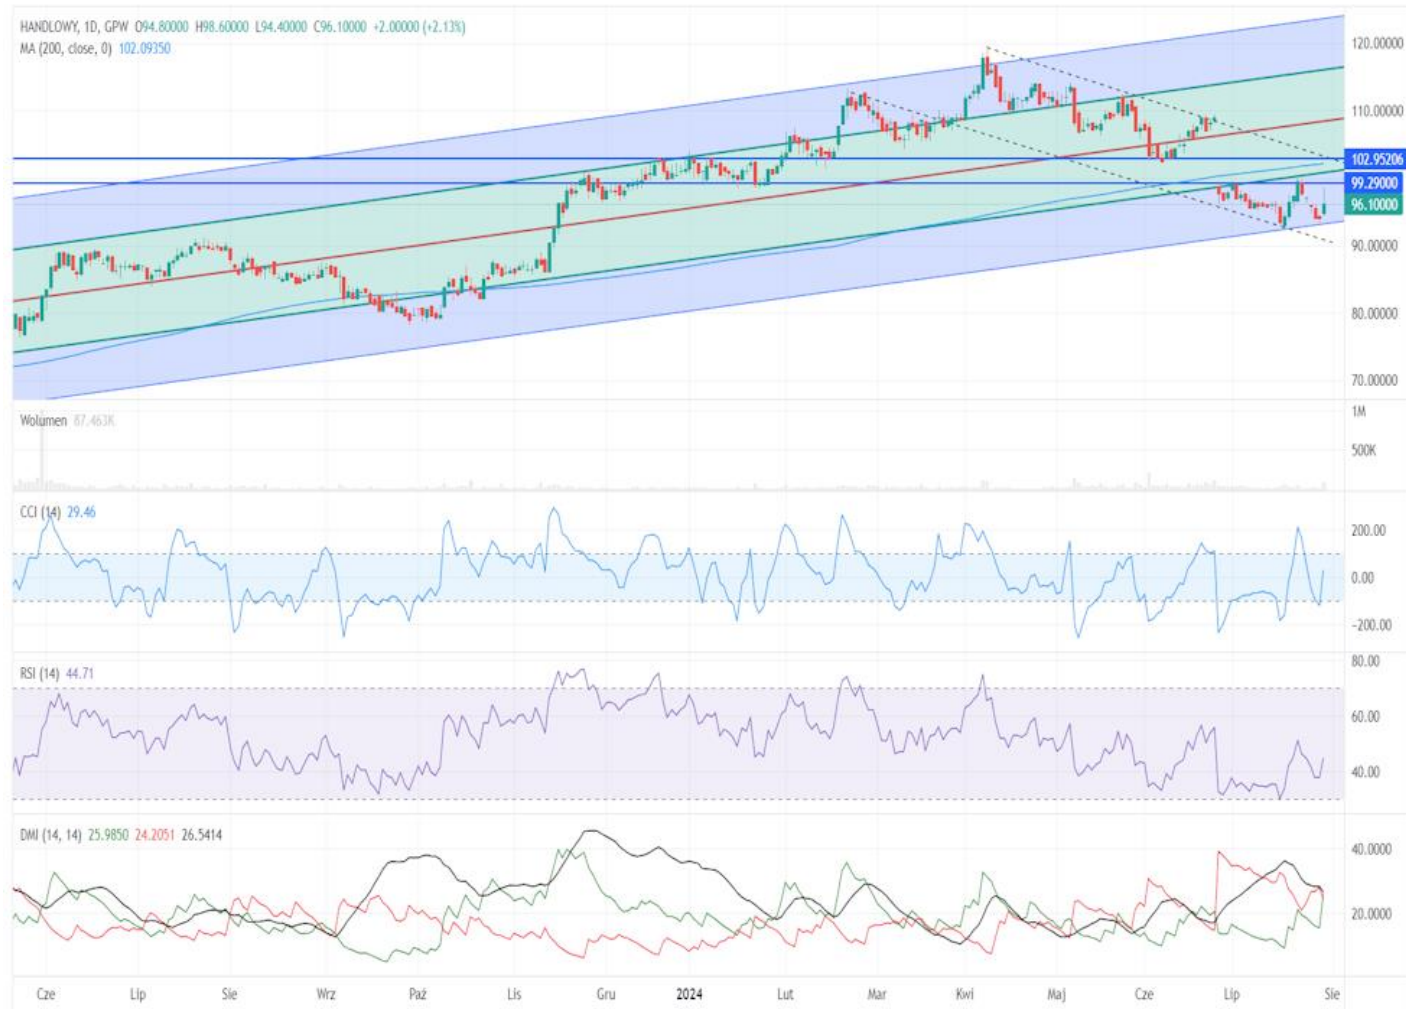 HANDLOWY, 1D, GPW O94.80000 H98.60000 L94.40000 C96.10000 +2.00000 (+2.13%)
MA (200, close, 0) 102.09350
120.00000
110.00000
102.95206
99.29000
96.10000
90.00000
80.00000
70.00000
Wolumen 87.463K
1M
500K
CCI (14) 29.46
200.00
0.00
-200.00
RSI (14) 44.71
80.00
60.00
40.00
DMI (14, 14) 25.9850 24.2051 26.5414
40.0000
20.0000
Cze Lip Sie Wrz Paź Lis Gru 2024 Lut Mar Kwi Maj Cze Lip Sie